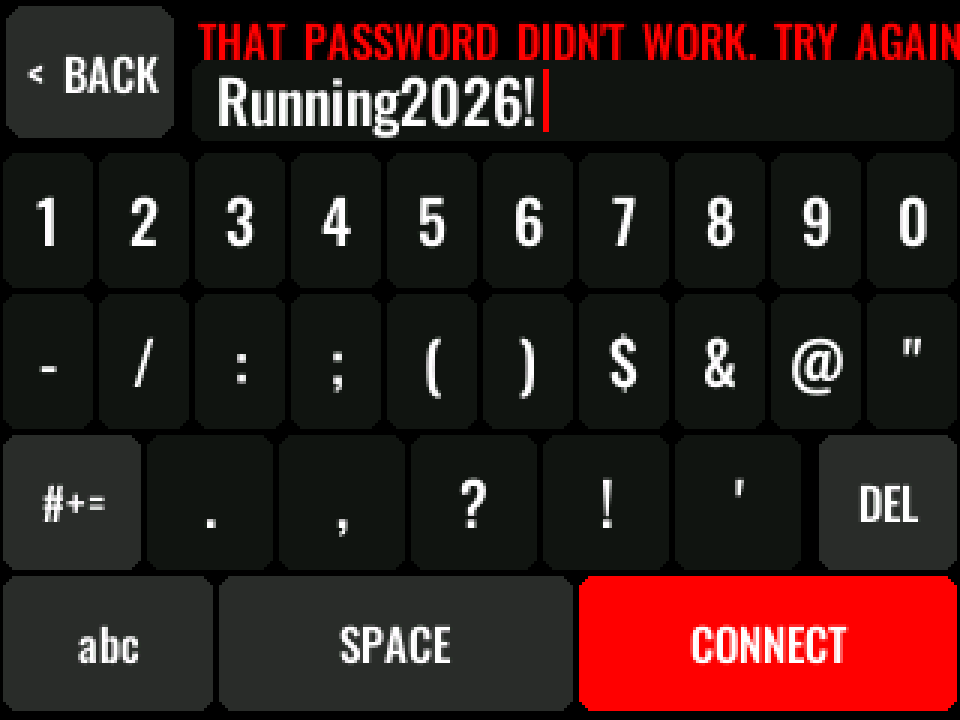 < BACK
THAT PASSWORD DIDN'T WORK. TRY AGAIN
Running2026!
1 2 3 4 5 6 7 8 9 0
- / : ; ( ) $ & @ "
#+= . , ? ! ' DEL
abc SPACE CONNECT